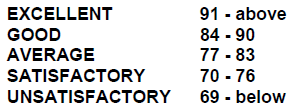 EXCELLENT 91 - above
GOOD 84 - 90
AVERAGE 77 - 83
SATISFACTORY 70 - 76
UNSATISFACTORY 69 - below